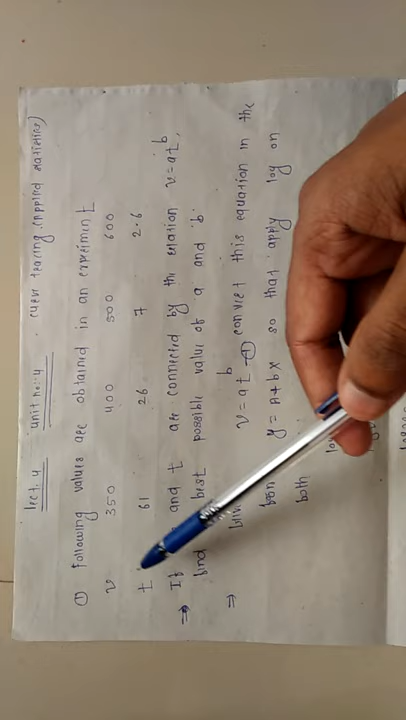 Lect. 4 unit no:- 4 . curve tracing (applied statistics)
① following values are obtained in an experiment
v 350 400 500 600
t 61 26 7 2.6
⇒ If and t are connected by the relation v=at^b,
find best possible value of a and 'b'.
⇒ v=at^b —① convert this equation in the
y = A+bx so that apply log on
both